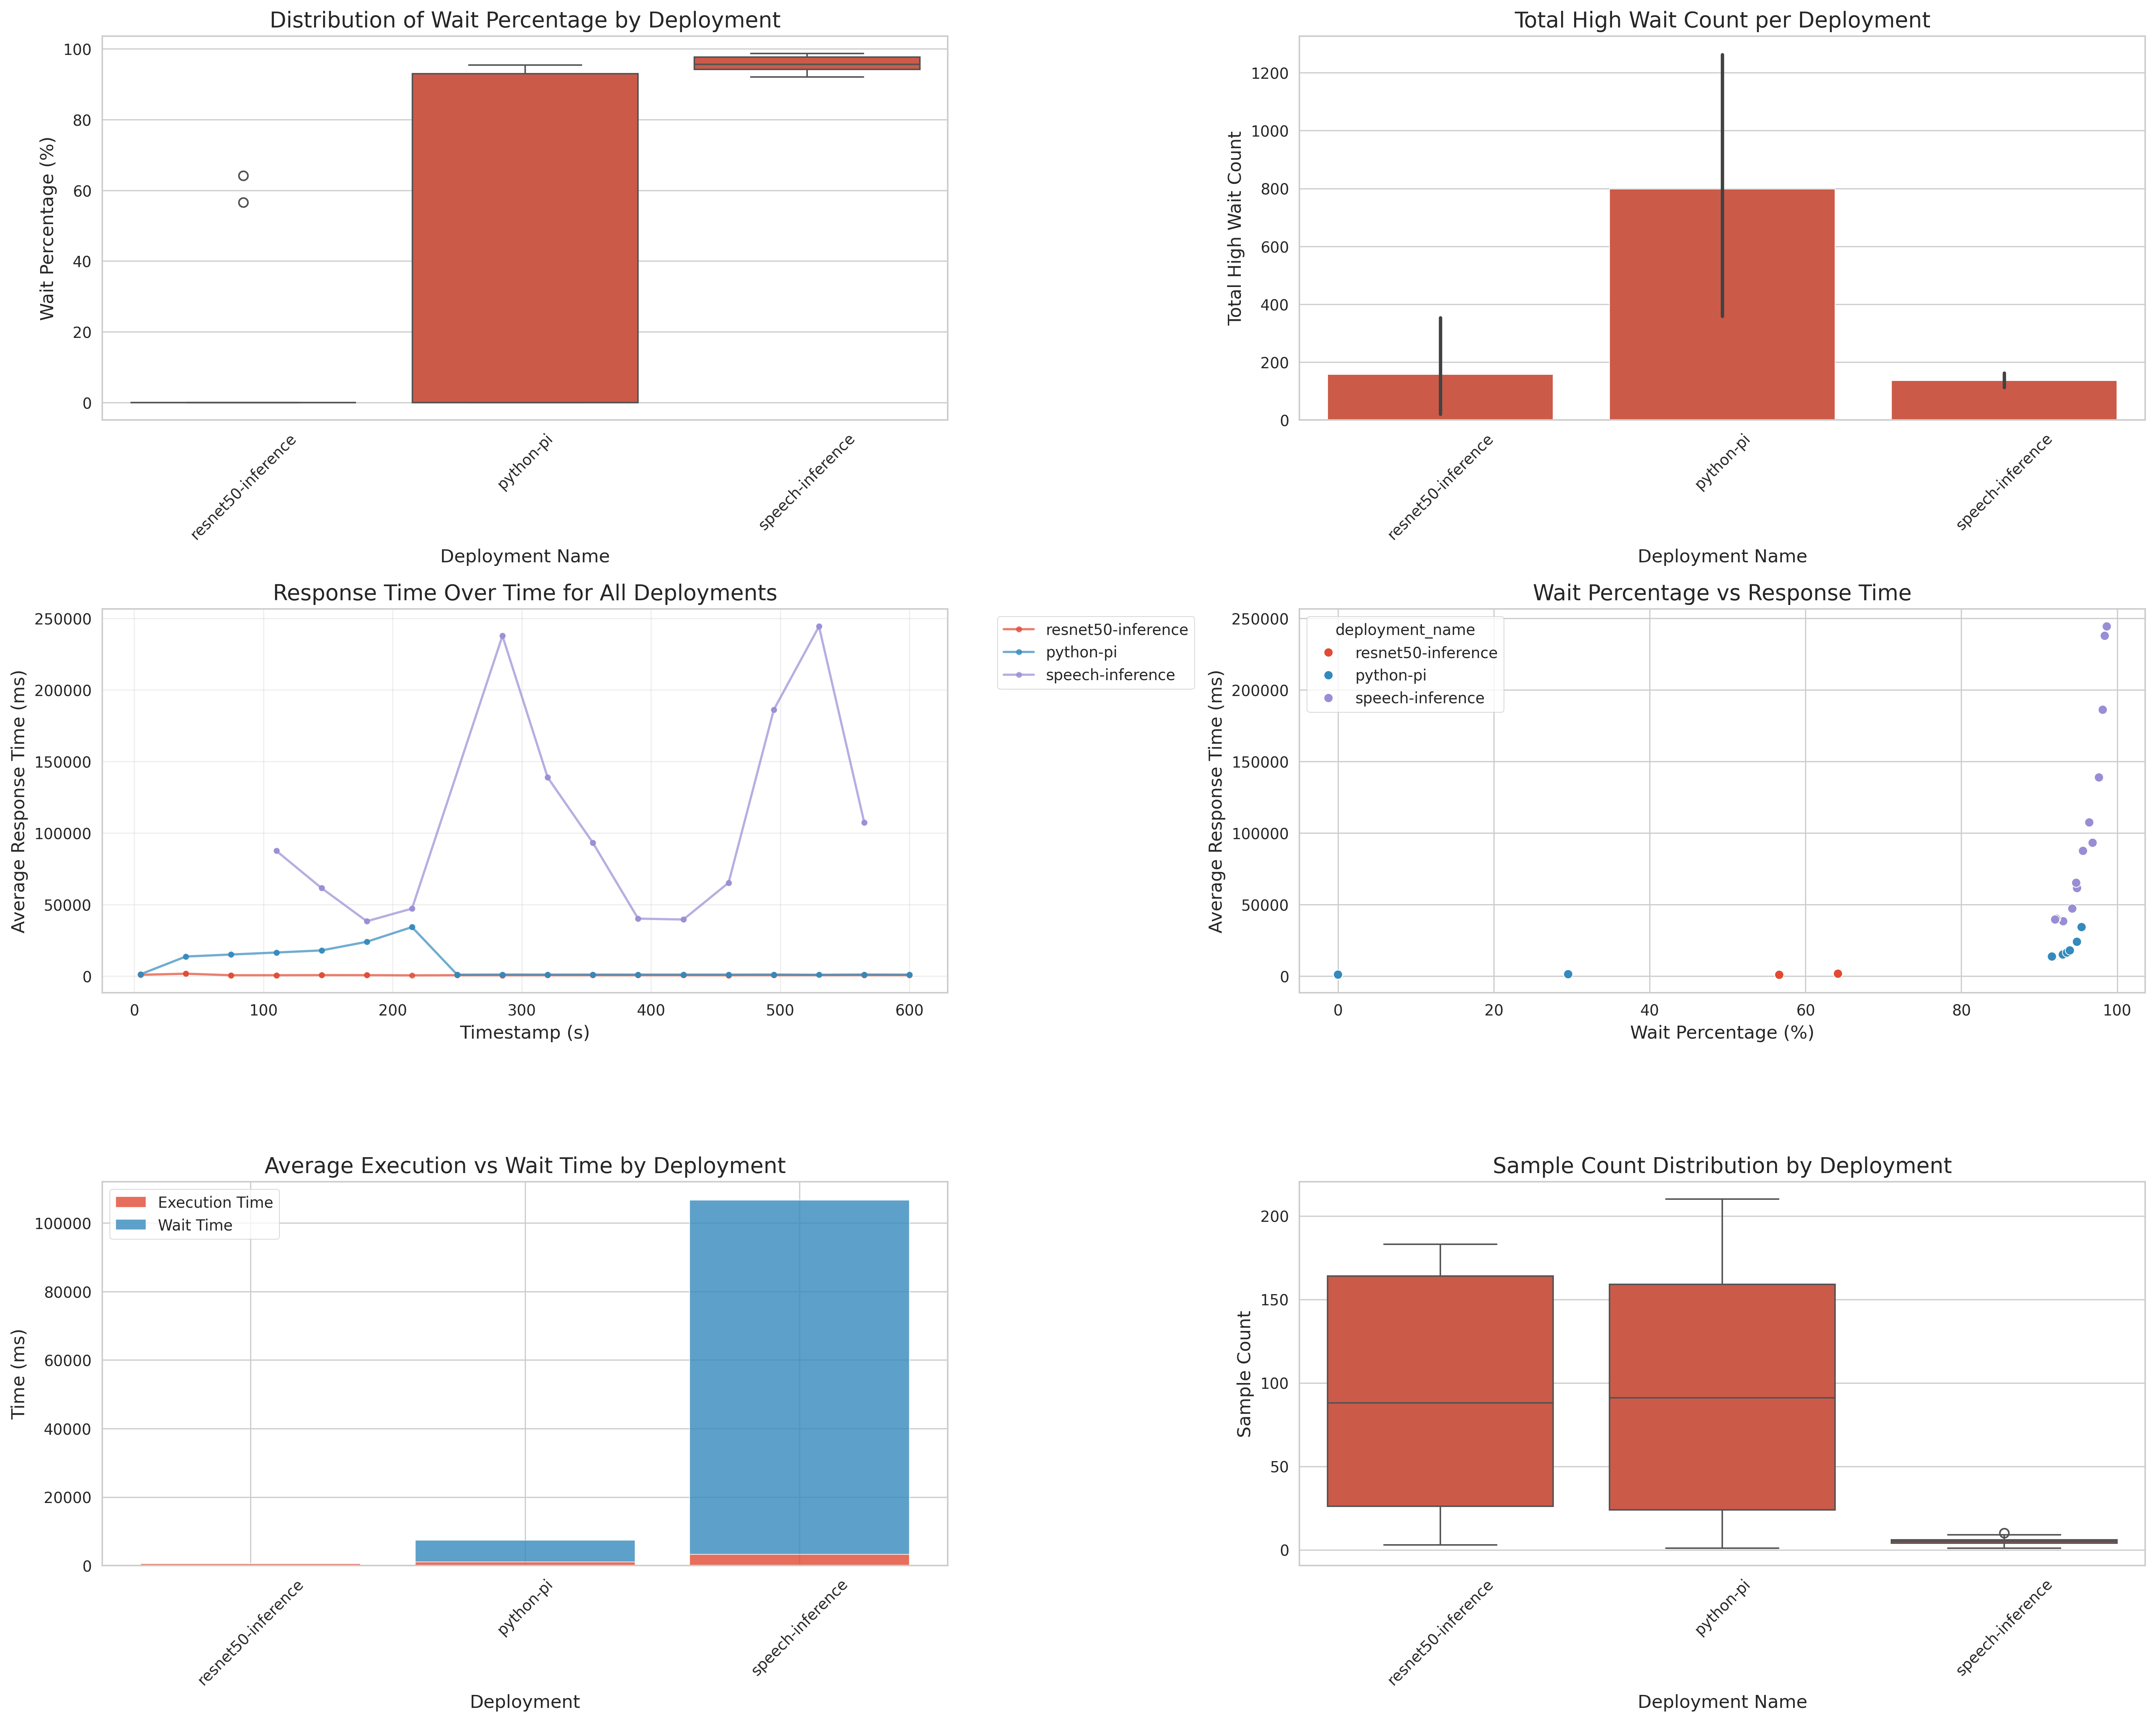 Distribution of Wait Percentage by Deployment
Wait Percentage (%)
100
80
60
40
20
0
resnet50-inference
python-pi
speech-inference
Deployment Name
Total High Wait Count per Deployment
Total High Wait Count
1200
1000
800
600
400
200
0
resnet50-inference
python-pi
speech-inference
Deployment Name
Response Time Over Time for All Deployments
Average Response Time (ms)
250000
200000
150000
100000
50000
0
0 100 200 300 400 500 600
Timestamp (s)
resnet50-inference
python-pi
speech-inference
Wait Percentage vs Response Time
Average Response Time (ms)
250000
200000
150000
100000
50000
0
deployment_name
resnet50-inference
python-pi
speech-inference
0 20 40 60 80 100
Wait Percentage (%)
Average Execution vs Wait Time by Deployment
Time (ms)
100000
80000
60000
40000
20000
0
Execution Time
Wait Time
resnet50-inference
python-pi
speech-inference
Deployment
Sample Count Distribution by Deployment
Sample Count
200
150
100
50
0
resnet50-inference
python-pi
speech-inference
Deployment Name